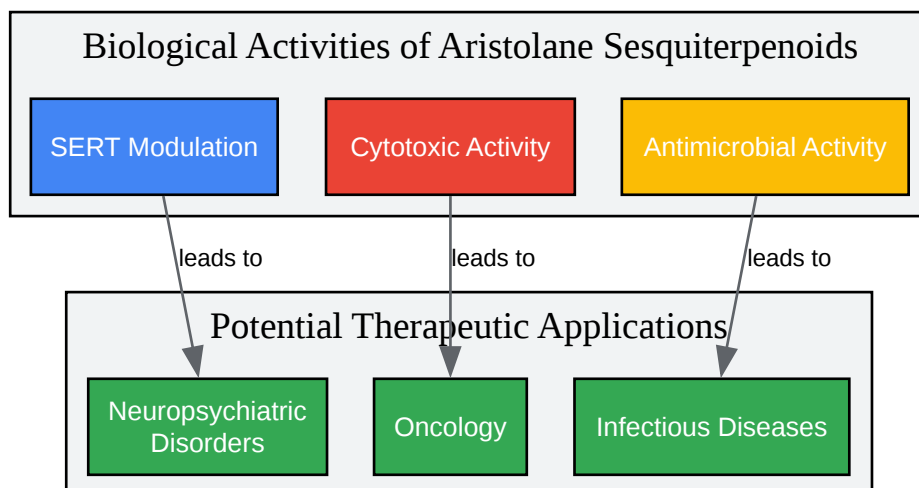 Biological Activities of Aristolane Sesquiterpenoids
SERT Modulation
Cytotoxic Activity
Antimicrobial Activity
leads to
leads to
leads to
Potential Therapeutic Applications
Neuropsychiatric
Disorders
Oncology
Infectious Diseases